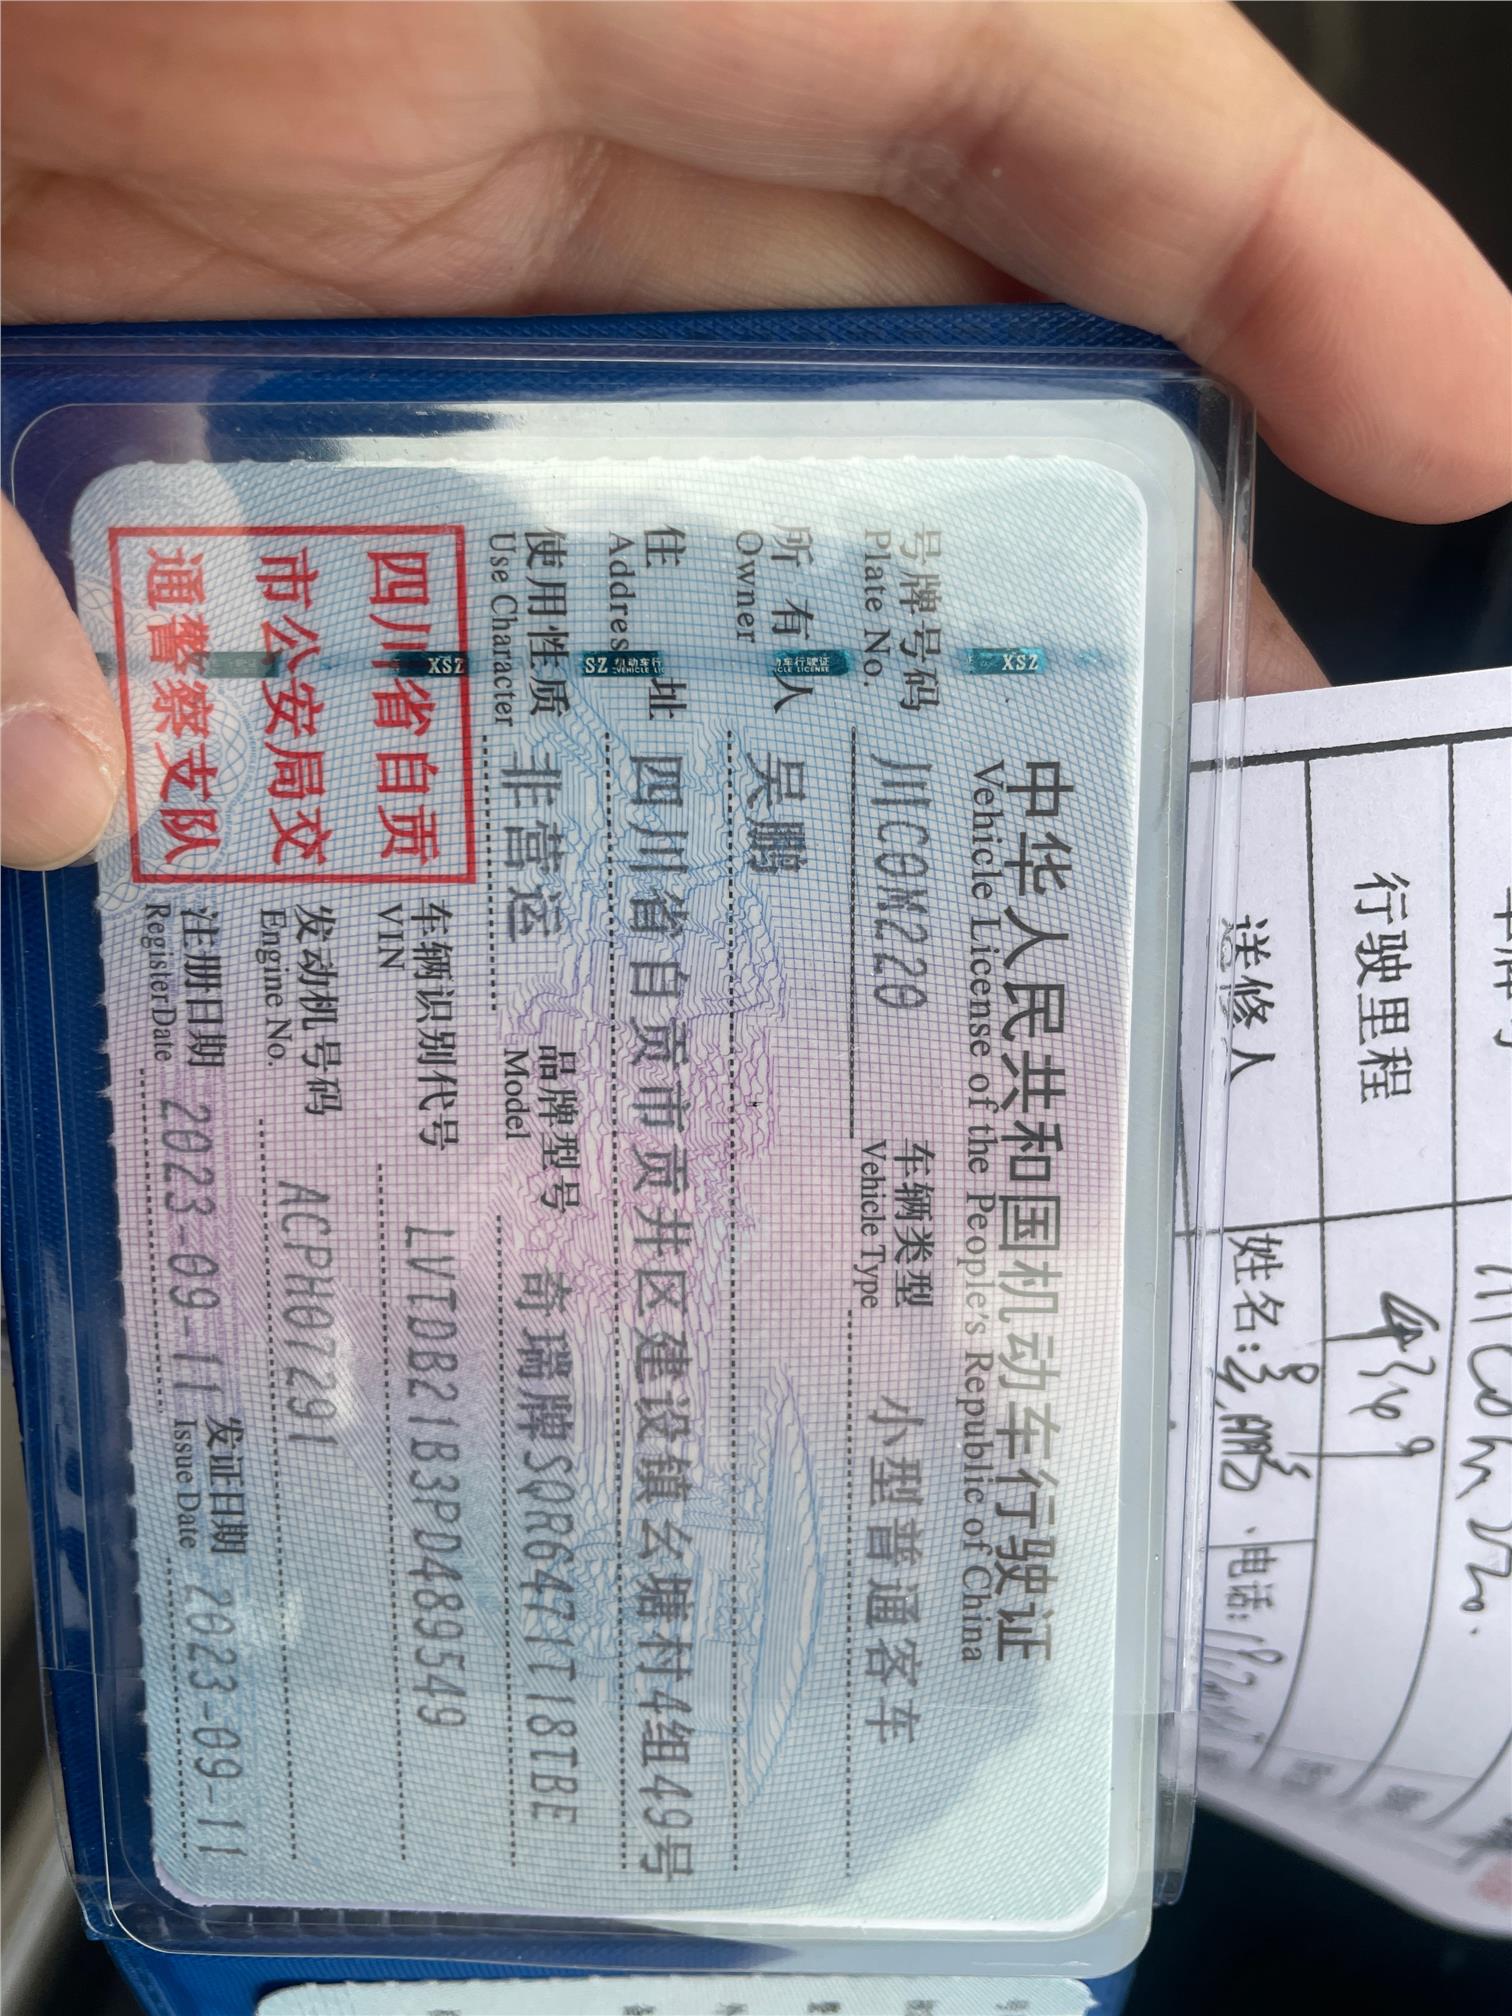 中华人民共和国机动车行驶证
Vehicle License of the People's Republic of China
号牌号码 川C0M220 车辆类型 小型普通客车
Plate No. Vehicle Type
所有人 吴鹏
Owner
住址 四川省自贡市贡井区建设镇幺塘村4组49号
Address
使用性质 非营运 品牌型号 奇瑞牌SQR6471T18TBE
Use Character Model
四川省自贡
市公安局交
通警察支队
车辆识别代号 LVTDB21B3PD489549
VIN
发动机号码 ACPH07291
Engine No.
注册日期 2023-09-11 发证日期 2023-09-11
Register Date Issue Date
XSZ
XSZ
行驶里程
送修人 姓名:吴鹏 电话: